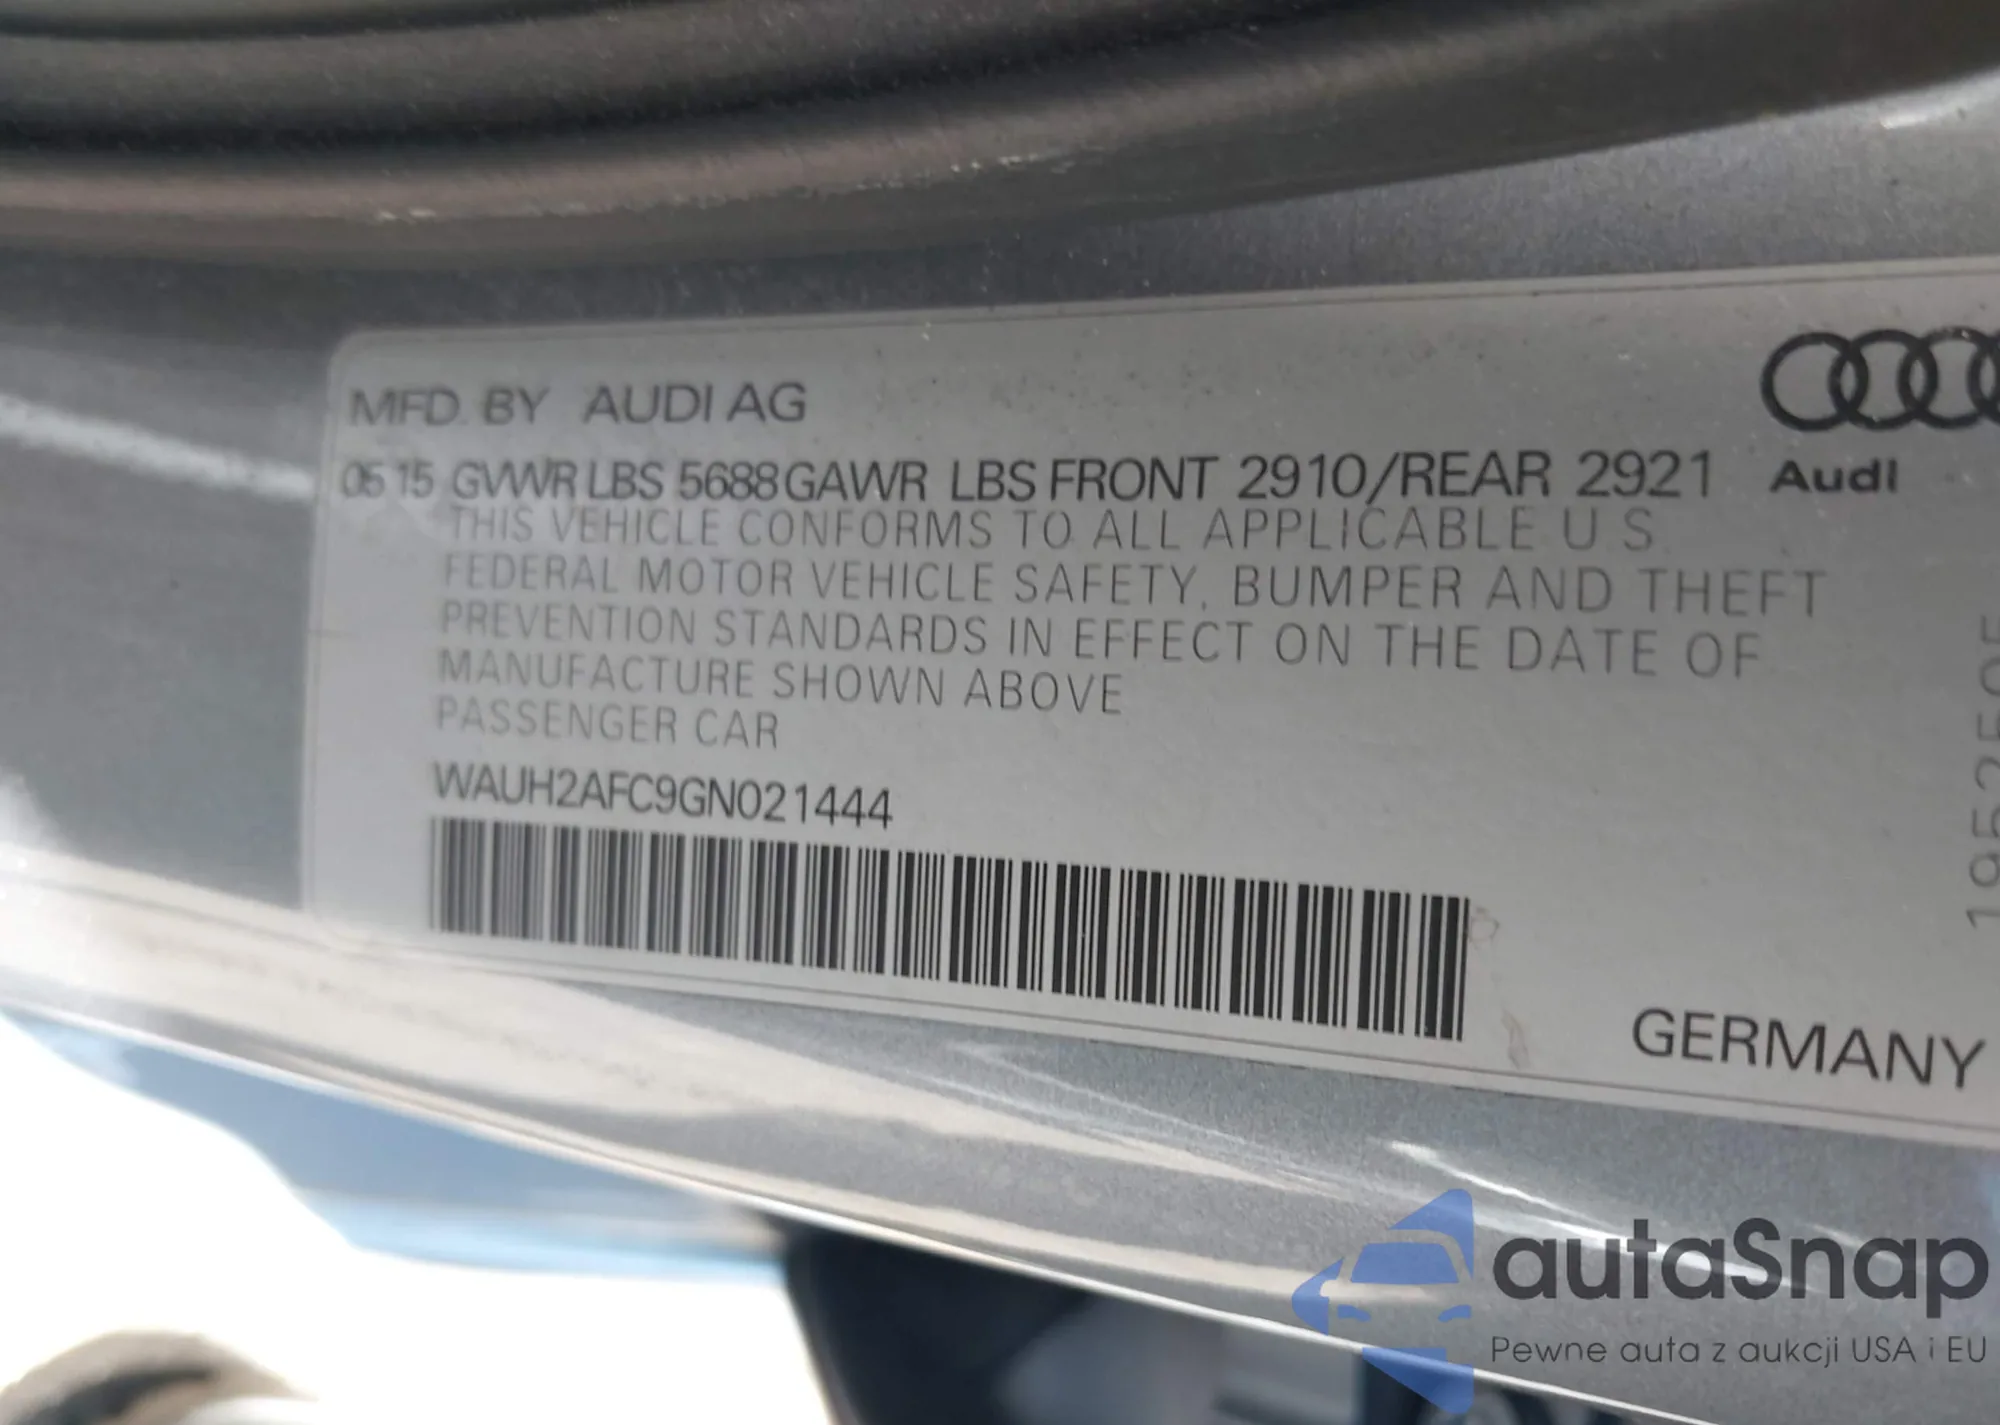 MFD. BY AUDI AG
05 15 GVWR LBS 5688 GAWR LBS FRONT 2910/REAR 2921
Audi
THIS VEHICLE CONFORMS TO ALL APPLICABLE U S
FEDERAL MOTOR VEHICLE SAFETY, BUMPER AND THEFT
PREVENTION STANDARDS IN EFFECT ON THE DATE OF
MANUFACTURE SHOWN ABOVE
PASSENGER CAR
WAUH2AFC9GN021444
GERMANY
autaSnap
Pewne auta z aukcji USA i EU